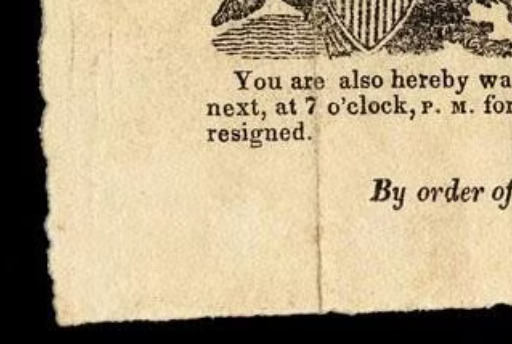 You are also hereby wa
next, at 7 o'clock, P. M. for
resigned.
By order of